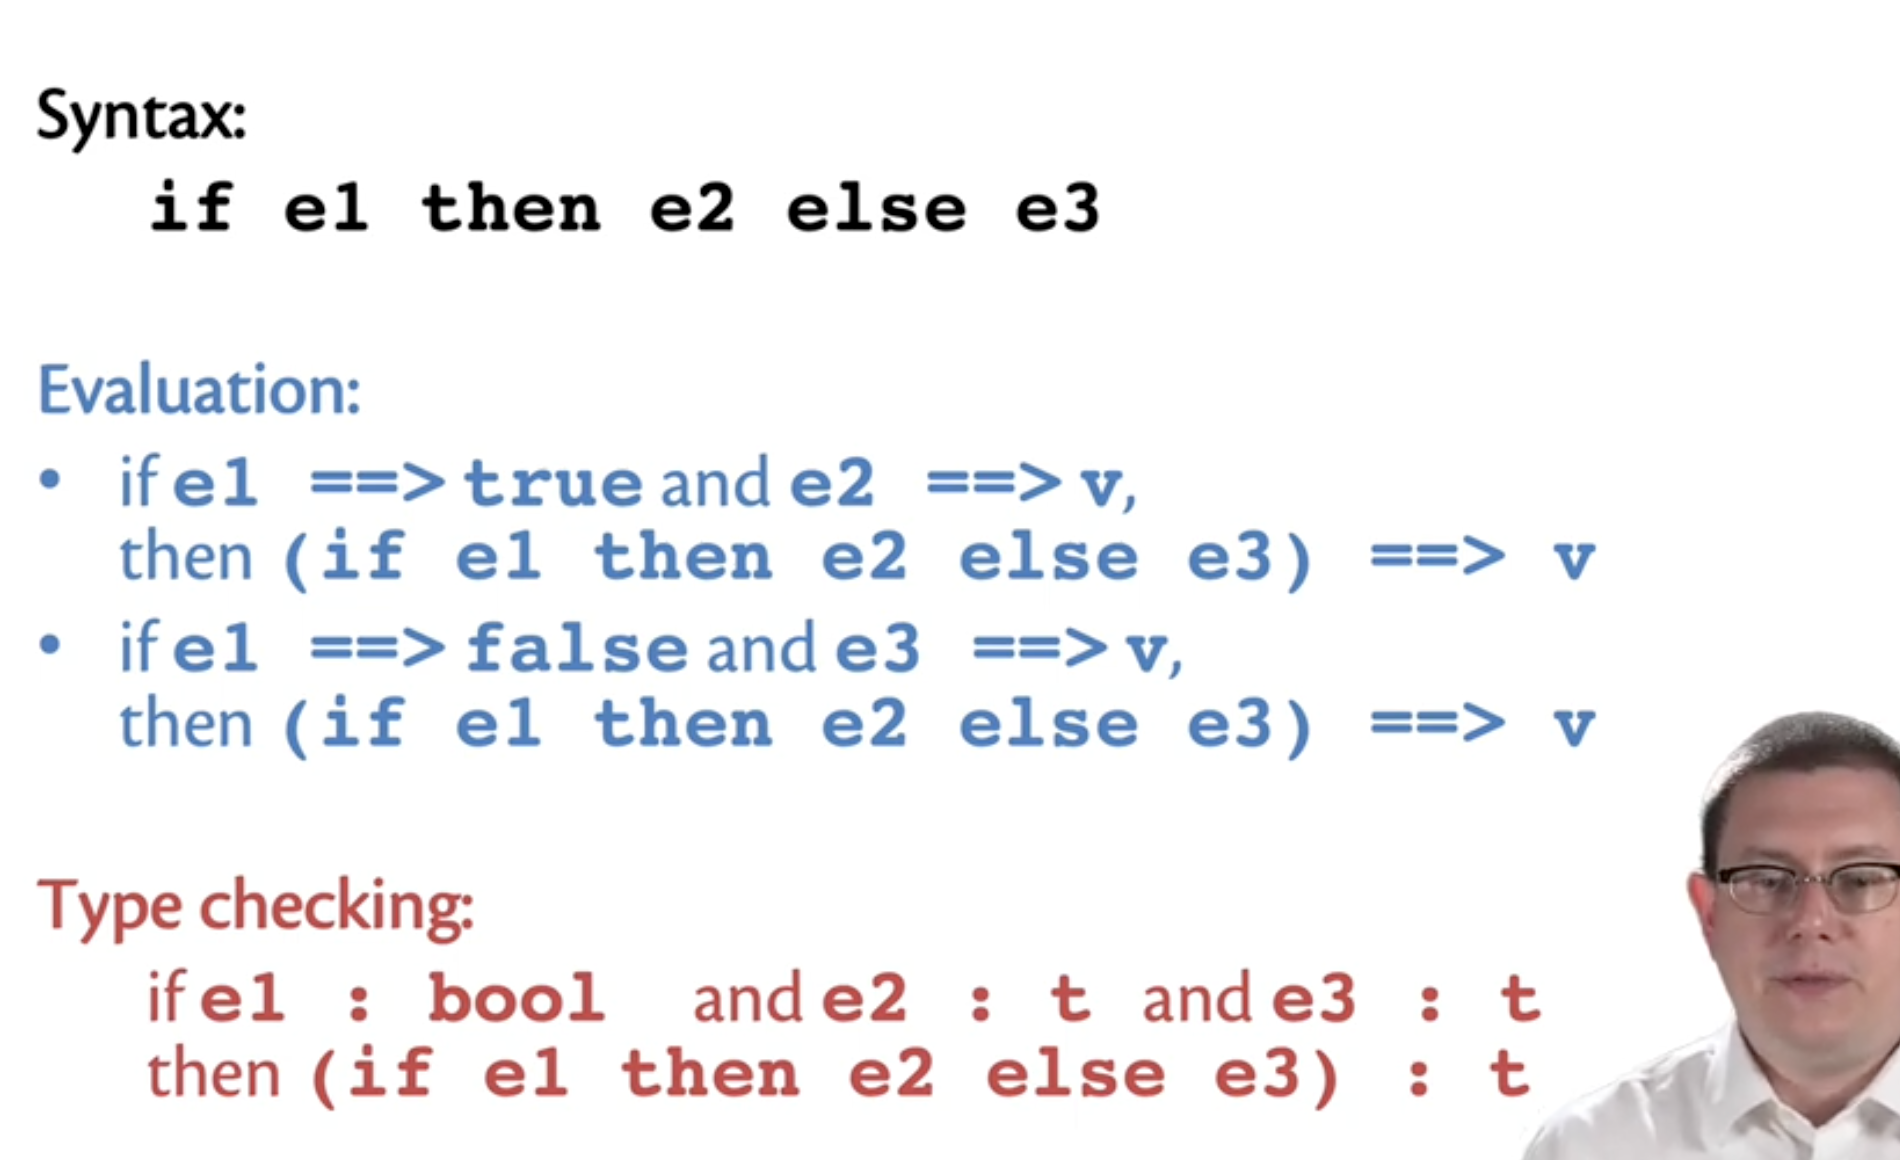 Syntax:
if e1 then e2 else e3
Evaluation:
• if e1 ==> true and e2 ==> v,
then (if e1 then e2 else e3) ==> v
• if e1 ==> false and e3 ==> v,
then (if e1 then e2 else e3) ==> v
Type checking:
if e1 : bool and e2 : t and e3 : t
then (if e1 then e2 else e3) : t